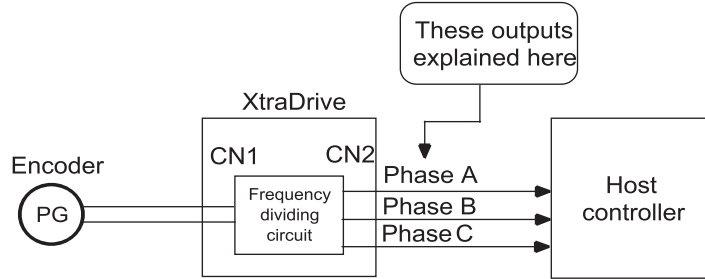 These outputs
explained here
XtraDrive
CN1
CN2
Encoder
PG
Frequency
dividing
circuit
Phase A
Phase B
Phase C
Host
controller